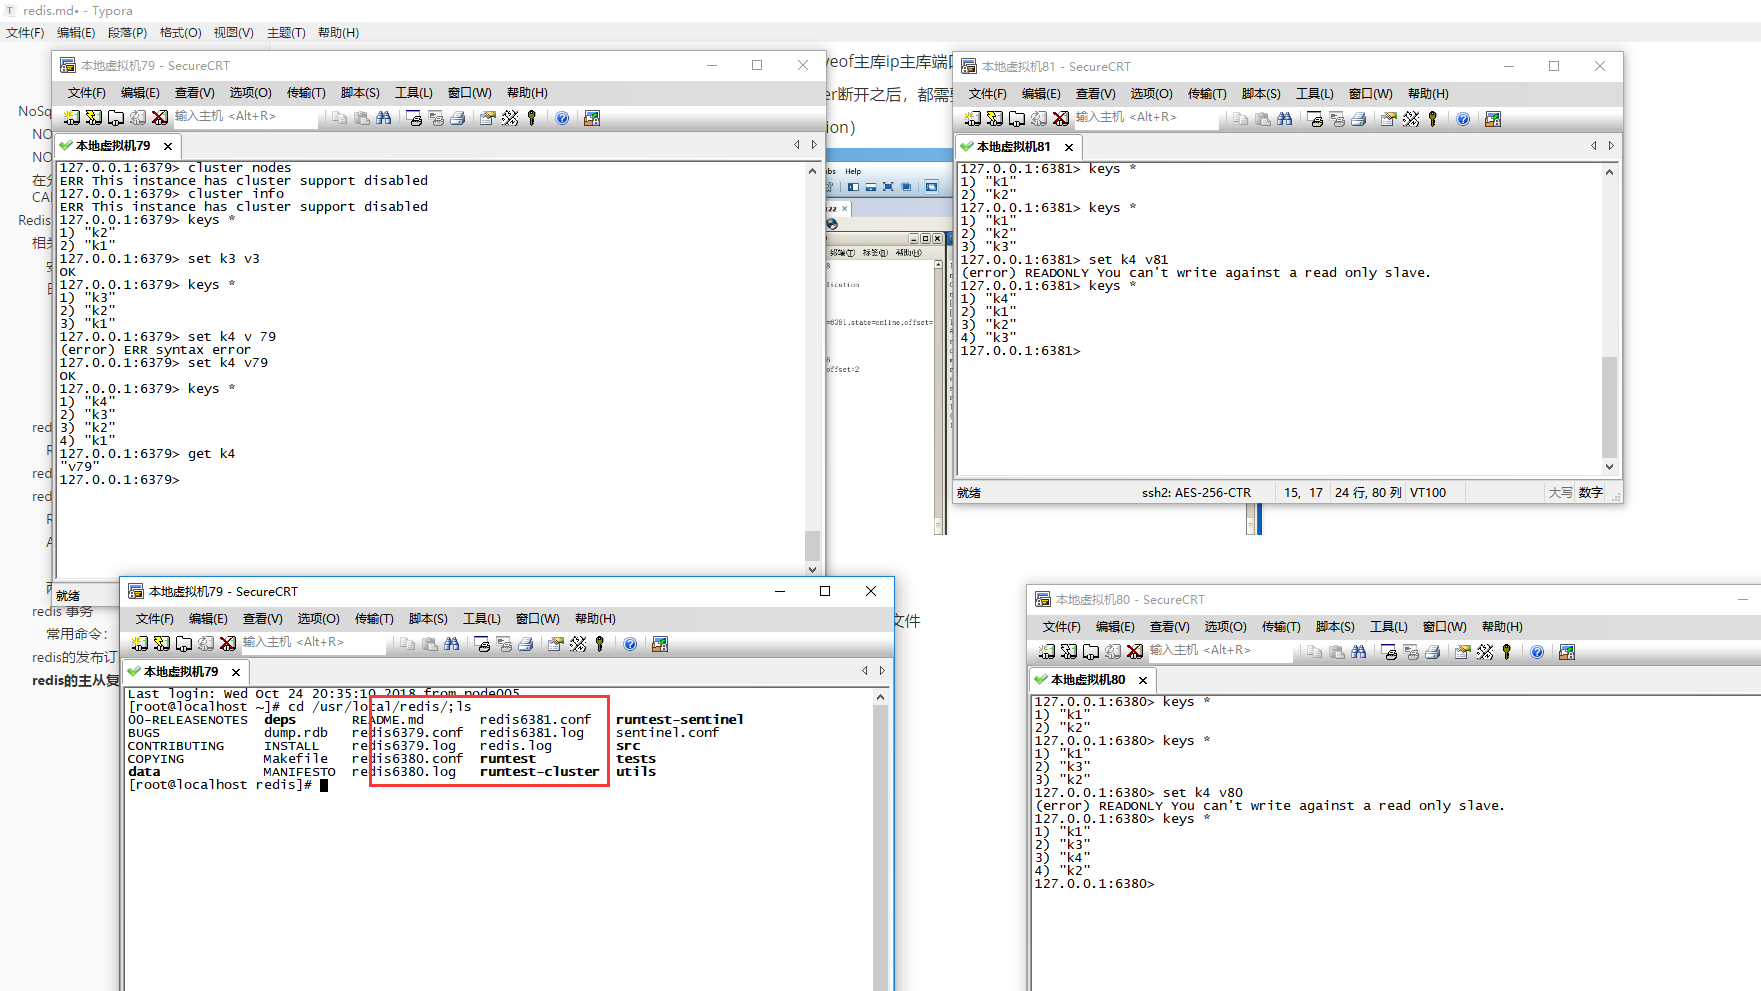 redis.md• - Typora
文件(F) 编辑(E) 段落(P) 格式(O) 视图(V) 主题(T) 帮助(H)
NoSq
NO
NO
在分
CAI
Redis
相关
redi
R
redi
redi
R
A
redis 事务
常用命令：
redis的发布订
redis的主从复
veof主库ip主库端口
er断开之后，都需要
ion）
文件
bs Help
终端(T) 标签(B) 帮助(H)
lication
=6381,state=online,offset=
offset:2
本地虚拟机79 - SecureCRT
文件(F) 编辑(E) 查看(V) 选项(O) 传输(T) 脚本(S) 工具(L) 窗口(W) 帮助(H)
输入主机 <Alt+R>
本地虚拟机79
127.0.0.1:6379> cluster nodes
ERR This instance has cluster support disabled
127.0.0.1:6379> cluster info
ERR This instance has cluster support disabled
127.0.0.1:6379> keys *
1) "k2"
2) "k1"
127.0.0.1:6379> set k3 v3
OK
127.0.0.1:6379> keys *
1) "k3"
2) "k2"
3) "k1"
127.0.0.1:6379> set k4 v 79
(error) ERR syntax error
127.0.0.1:6379> set k4 v79
OK
127.0.0.1:6379> keys *
1) "k4"
2) "k3"
3) "k2"
4) "k1"
127.0.0.1:6379> get k4
"v79"
127.0.0.1:6379>
就绪
本地虚拟机81 - SecureCRT
文件(F) 编辑(E) 查看(V) 选项(O) 传输(T) 脚本(S) 工具(L) 窗口(W) 帮助(H)
输入主机 <Alt+R>
本地虚拟机81
127.0.0.1:6381> keys *
1) "k1"
2) "k2"
127.0.0.1:6381> keys *
1) "k1"
2) "k2"
3) "k3"
127.0.0.1:6381> set k4 v81
(error) READONLY You can't write against a read only slave.
127.0.0.1:6381> keys *
1) "k4"
2) "k1"
3) "k2"
4) "k3"
127.0.0.1:6381>
就绪 ssh2: AES-256-CTR 15, 17 24 行, 80 列 VT100 大写 数字
本地虚拟机79 - SecureCRT
文件(F) 编辑(E) 查看(V) 选项(O) 传输(T) 脚本(S) 工具(L) 窗口(W) 帮助(H)
输入主机 <Alt+R>
本地虚拟机79
Last login: Wed Oct 24 20:35:10 2018 from node005
[root@localhost ~]# cd /usr/local/redis/;ls
00-RELEASENOTES deps README.md redis6381.conf runtest-sentinel
BUGS dump.rdb redis6379.conf redis6381.log sentinel.conf
CONTRIBUTING INSTALL redis6379.log redis.log src
COPYING Makefile redis6380.conf runtest tests
data MANIFESTO redis6380.log runtest-cluster utils
[root@localhost redis]#
本地虚拟机80 - SecureCRT
文件(F) 编辑(E) 查看(V) 选项(O) 传输(T) 脚本(S) 工具(L) 窗口(W) 帮助(H)
输入主机 <Alt+R>
本地虚拟机80
127.0.0.1:6380> keys *
1) "k1"
2) "k2"
127.0.0.1:6380> keys *
1) "k1"
2) "k3"
3) "k2"
127.0.0.1:6380> set k4 v80
(error) READONLY You can't write against a read only slave.
127.0.0.1:6380> keys *
1) "k1"
2) "k3"
3) "k4"
4) "k2"
127.0.0.1:6380>